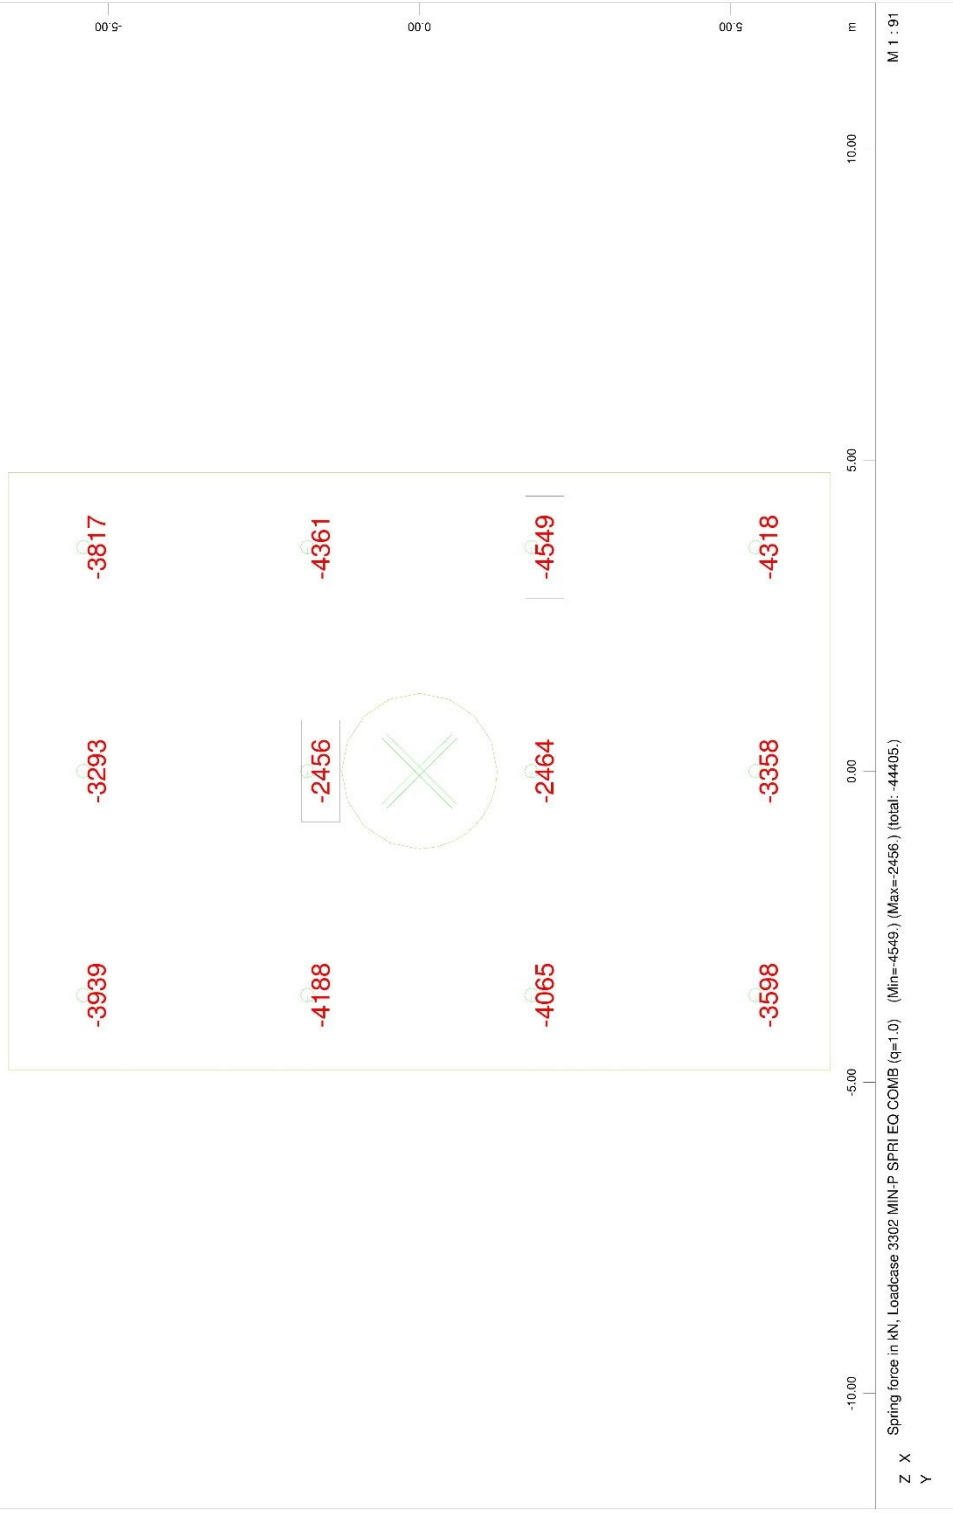 -3939 -3293 -3817 -5.00
-4188 -2456 -4361
0.00
-4065 -2464 -4549
5.00
-3598 -3358 -4318
-10.00 -5.00 0.00 5.00 10.00 m
Z X Spring force in kN, Loadcase 3302 MIN-P SPRI EQ COMB (q=1.0) (Min=-4549.) (Max=-2456.) (total: -44405.) M 1 : 91
Y